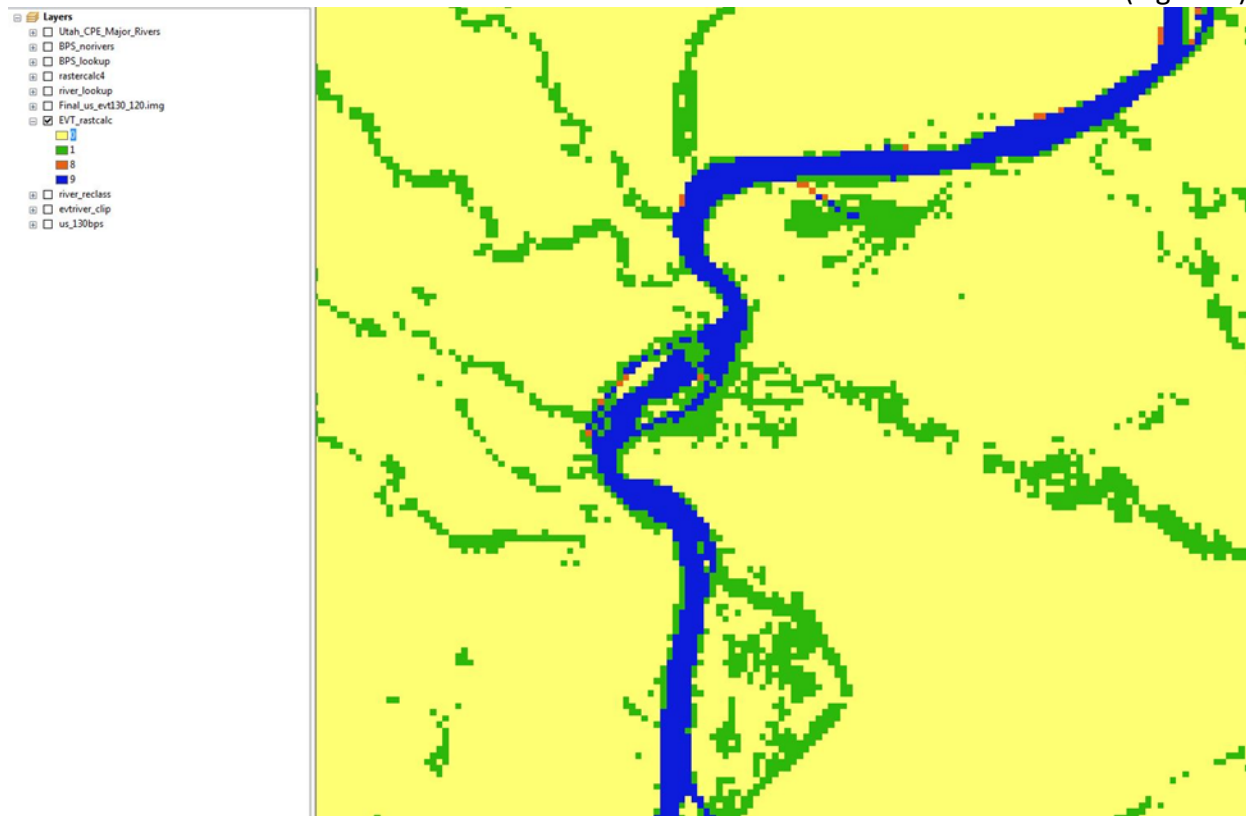 Layers
Utah_CPE_Major_Rivers
BPS_norivers
BPS_lookup
rastercalc4
river_lookup
Final_us_evt130_120.img
EVT_rastcalc
0
1
8
9
river_reclass
evtriver_clip
us_130bps